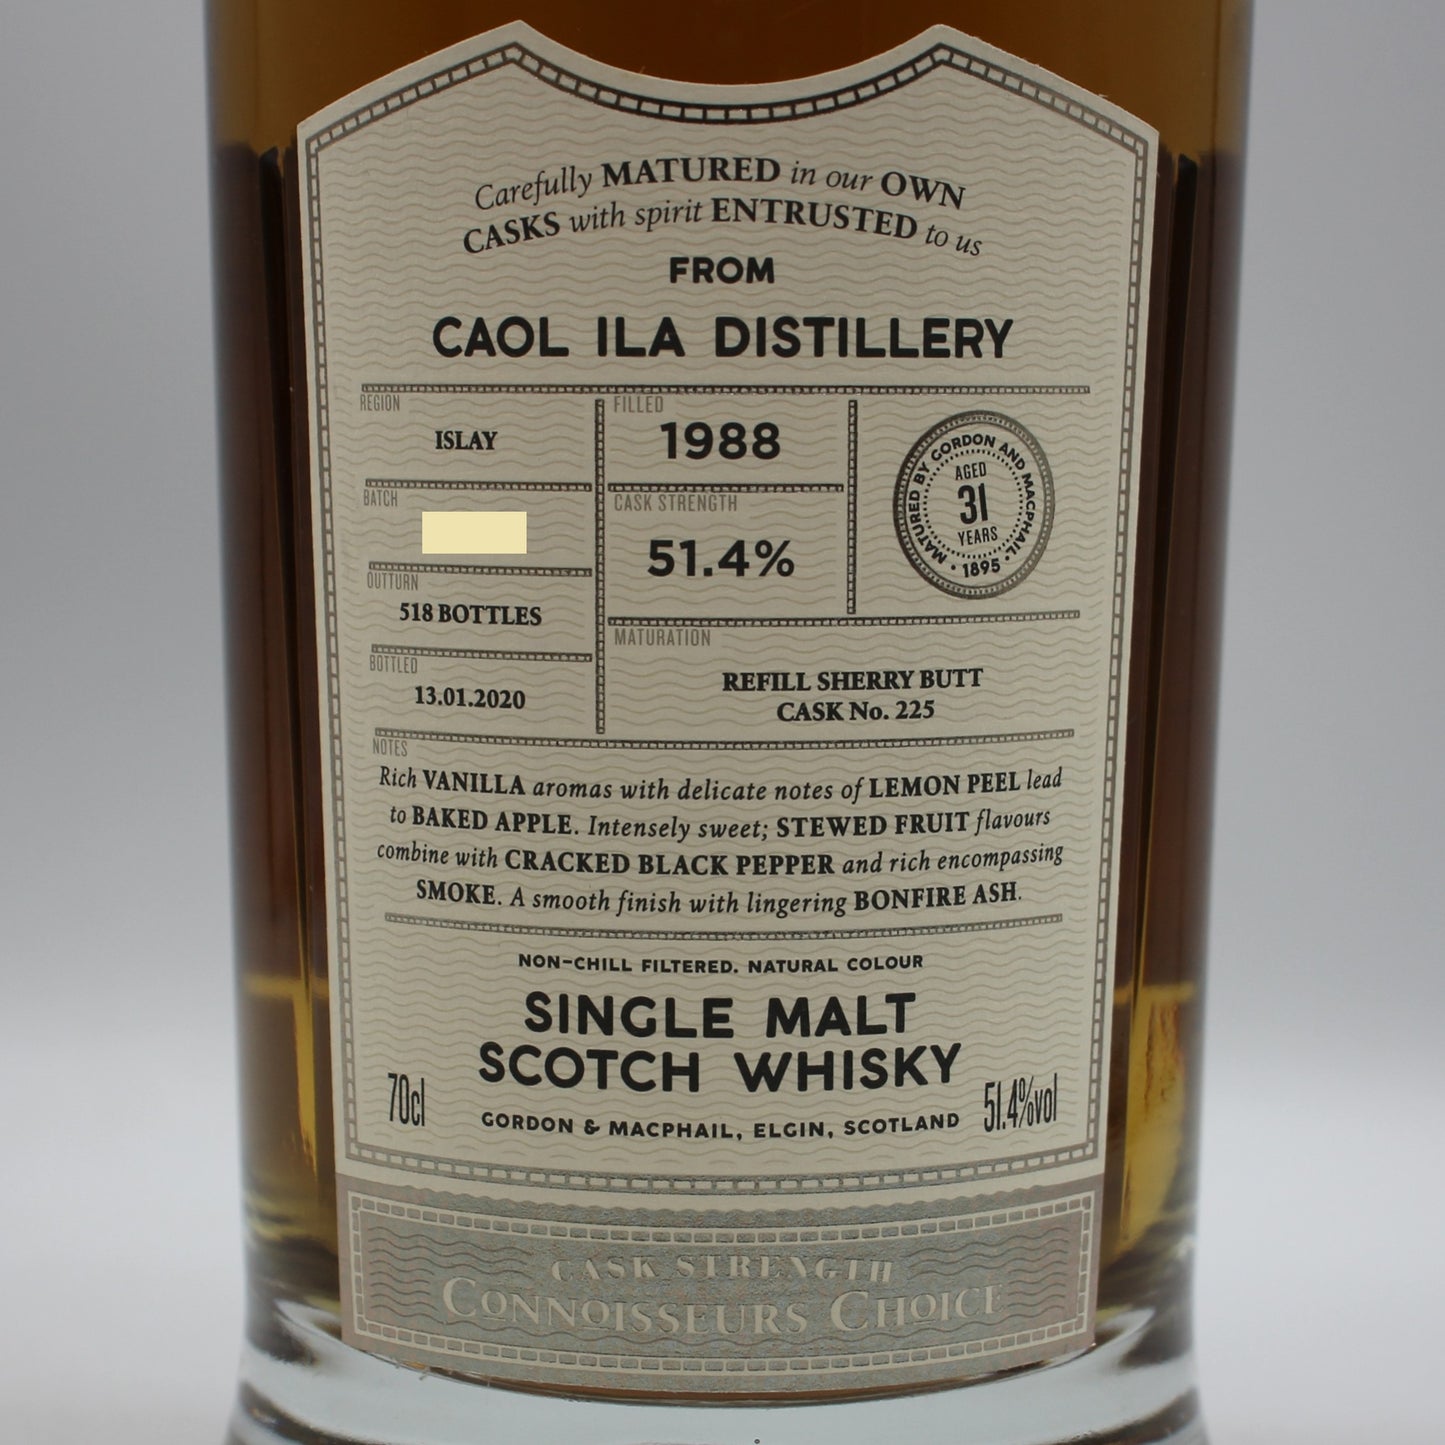 Carefully MATURED in our OWN
CASKS with spirit ENTRUSTED to us
FROM
CAOL ILA DISTILLERY
REGION
ISLAY
BATCH
OUTTURN
518 BOTTLES
BOTTLED
13.01.2020
FILLED
1988
CASK STRENGTH
51.4%
MATURED BY GORDON AND MACPHAIL
AGED
31
YEARS
• 1895 •
MATURATION
REFILL SHERRY BUTT
CASK No. 225
NOTES
Rich VANILLA aromas with delicate notes of LEMON PEEL lead
to BAKED APPLE. Intensely sweet; STEWED FRUIT flavours
combine with CRACKED BLACK PEPPER and rich encompassing
SMOKE. A smooth finish with lingering BONFIRE ASH.
NON-CHILL FILTERED. NATURAL COLOUR
SINGLE MALT
SCOTCH WHISKY
70cl
GORDON & MACPHAIL, ELGIN, SCOTLAND
51.4%vol
CASK STRENGTH
CONNOISSEURS CHOICE